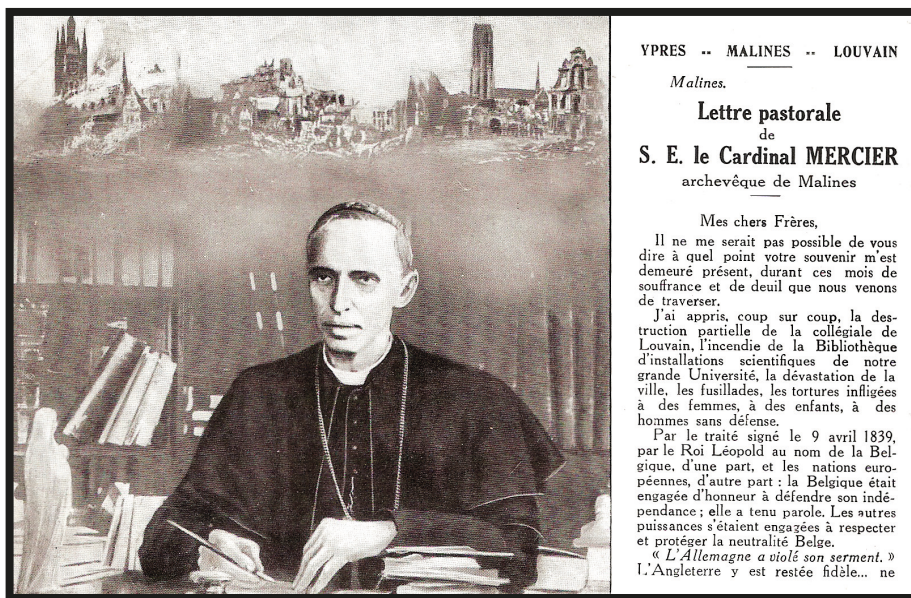 YPRES -- MALINES -- LOUVAIN
Malines.
Lettre pastorale
de
S. E. le Cardinal MERCIER
archevêque de Malines
Mes chers Frères,
Il ne me serait pas possible de vous
dire à quel point votre souvenir m'est
demeuré présent, durant ces mois de
souffrance et de deuil que nous venons
de traverser.
J'ai appris, coup sur coup, la des-
truction partielle de la collégiale de
Louvain, l'incendie de la Bibliothèque
d'installations scientifiques de notre
grande Université, la dévastation de la
ville, les fusillades, les tortures infligées
à des femmes, à des enfants, à des
hommes sans défense.
Par le traité signé le 9 avril 1839,
par le Roi Léopold au nom de la Bel-
gique, d'une part, et les nations euro-
péennes, d'autre part : la Belgique était
engagée d'honneur à défendre son indé-
pendance ; elle a tenu parole. Les autres
puissances s'étaient engagées à respecter
et protéger la neutralité Belge.
« L'Allemagne a violé son serment. »
L'Angleterre y est restée fidèle... ne